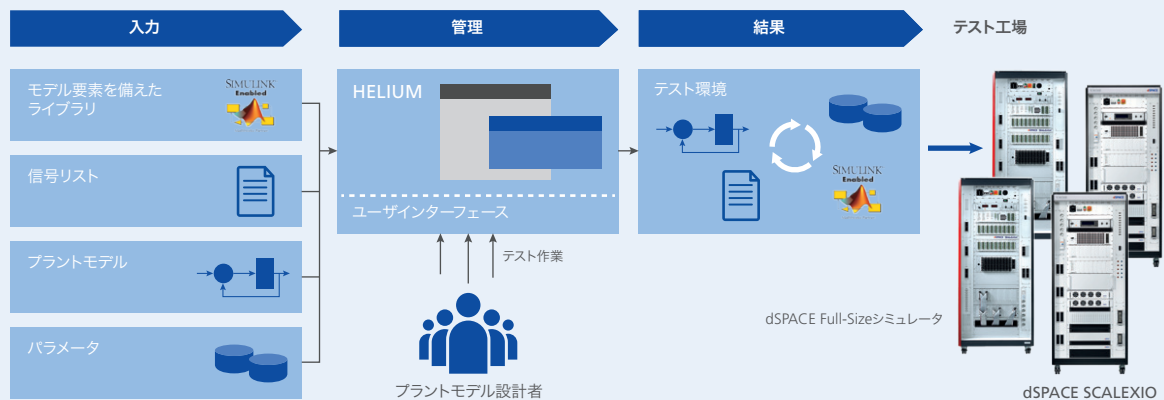 入力
管理
結果
テスト工場
モデル要素を備えた
ライブラリ
SIMULINK
Enabled
信号リスト
プラントモデル
パラメータ
HELIUM
ユーザインターフェース
テスト作業
プラントモデル設計者
テスト環境
SIMULINK
Enabled
dSPACE Full-Sizeシミュレータ
dSPACE SCALEXIO